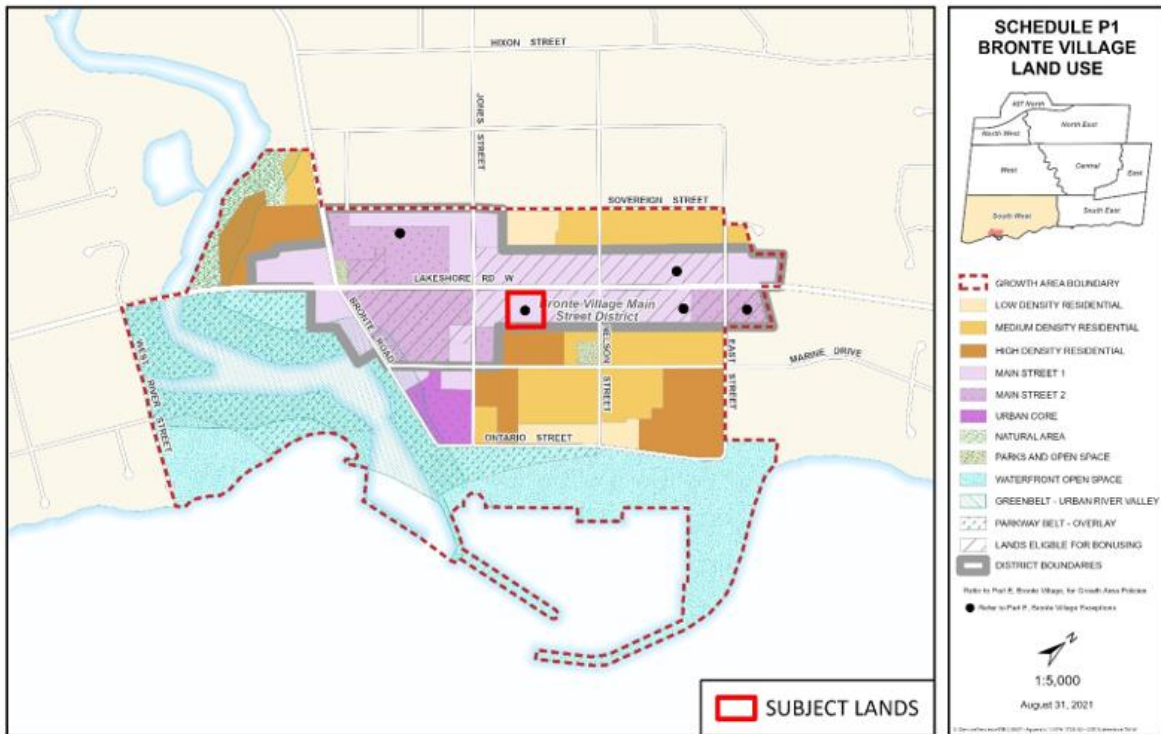 HIXON STREET
JONES STREET
SOVEREIGN STREET
LAKESHORE RD W
Bronte Village Main
Street District
BRONTE ROAD
NELSON STREET
EAST STREET
MARINE DRIVE
WEST RIVER STREET
ONTARIO STREET
SUBJECT LANDS
SCHEDULE P1
BRONTE VILLAGE
LAND USE
407 North
North West
North East
West
Central
East
South West
South East
GROWTH AREA BOUNDARY
LOW DENSITY RESIDENTIAL
MEDIUM DENSITY RESIDENTIAL
HIGH DENSITY RESIDENTIAL
MAIN STREET 1
MAIN STREET 2
URBAN CORE
NATURAL AREA
PARKS AND OPEN SPACE
WATERFRONT OPEN SPACE
GREENBELT - URBAN RIVER VALLEY
PARKWAY BELT - OVERLAY
LANDS ELIGIBLE FOR BONUSING
DISTRICT BOUNDARIES
Refer to Part E, Bronte Village, for Growth Area Policies
Refer to Part E, Bronte Village Exceptions
N
1:5,000
August 31, 2021